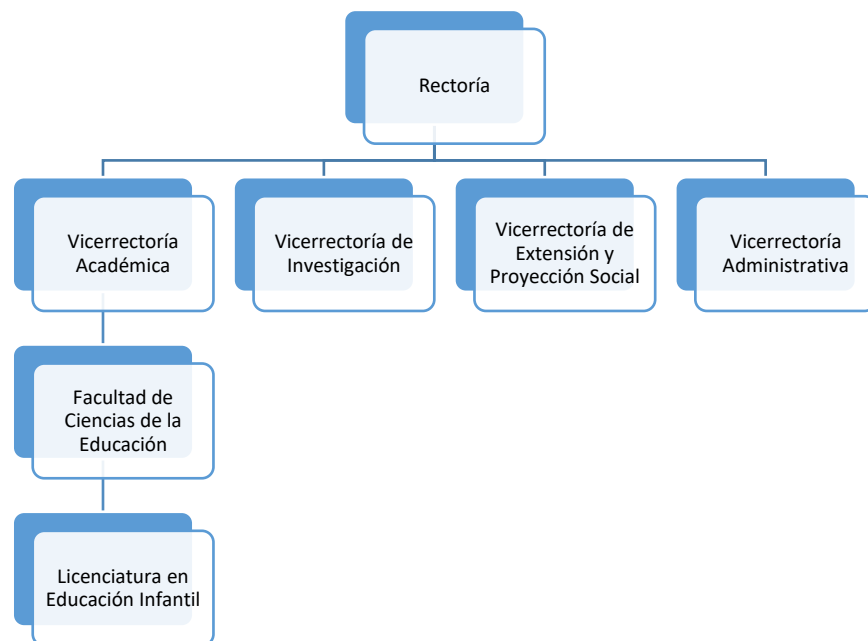 Rectoría
Vicerrectoría
Académica
Vicerrectoría de
Investigación
Vicerrectoría de
Extensión y
Proyección Social
Vicerrectoría
Administrativa
Facultad de
Ciencias de la
Educación
Licenciatura en
Educación Infantil